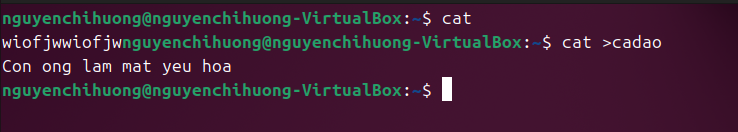 nguyenchihuong@nguyenchihuong-VirtualBox:~$ cat
wiofjwwiofjwnguyenchihuong@nguyenchihuong-VirtualBox:~$ cat >cadao
Con ong lam mat yeu hoa
nguyenchihuong@nguyenchihuong-VirtualBox:~$